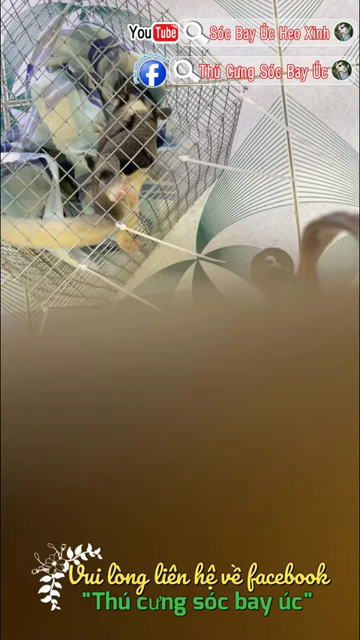 YouTube Sóc Bay Úc Heo Xinh
Thú Cưng Sóc Bay Úc
Vui lòng liên hệ về facebook
"Thú cưng sóc bay úc"